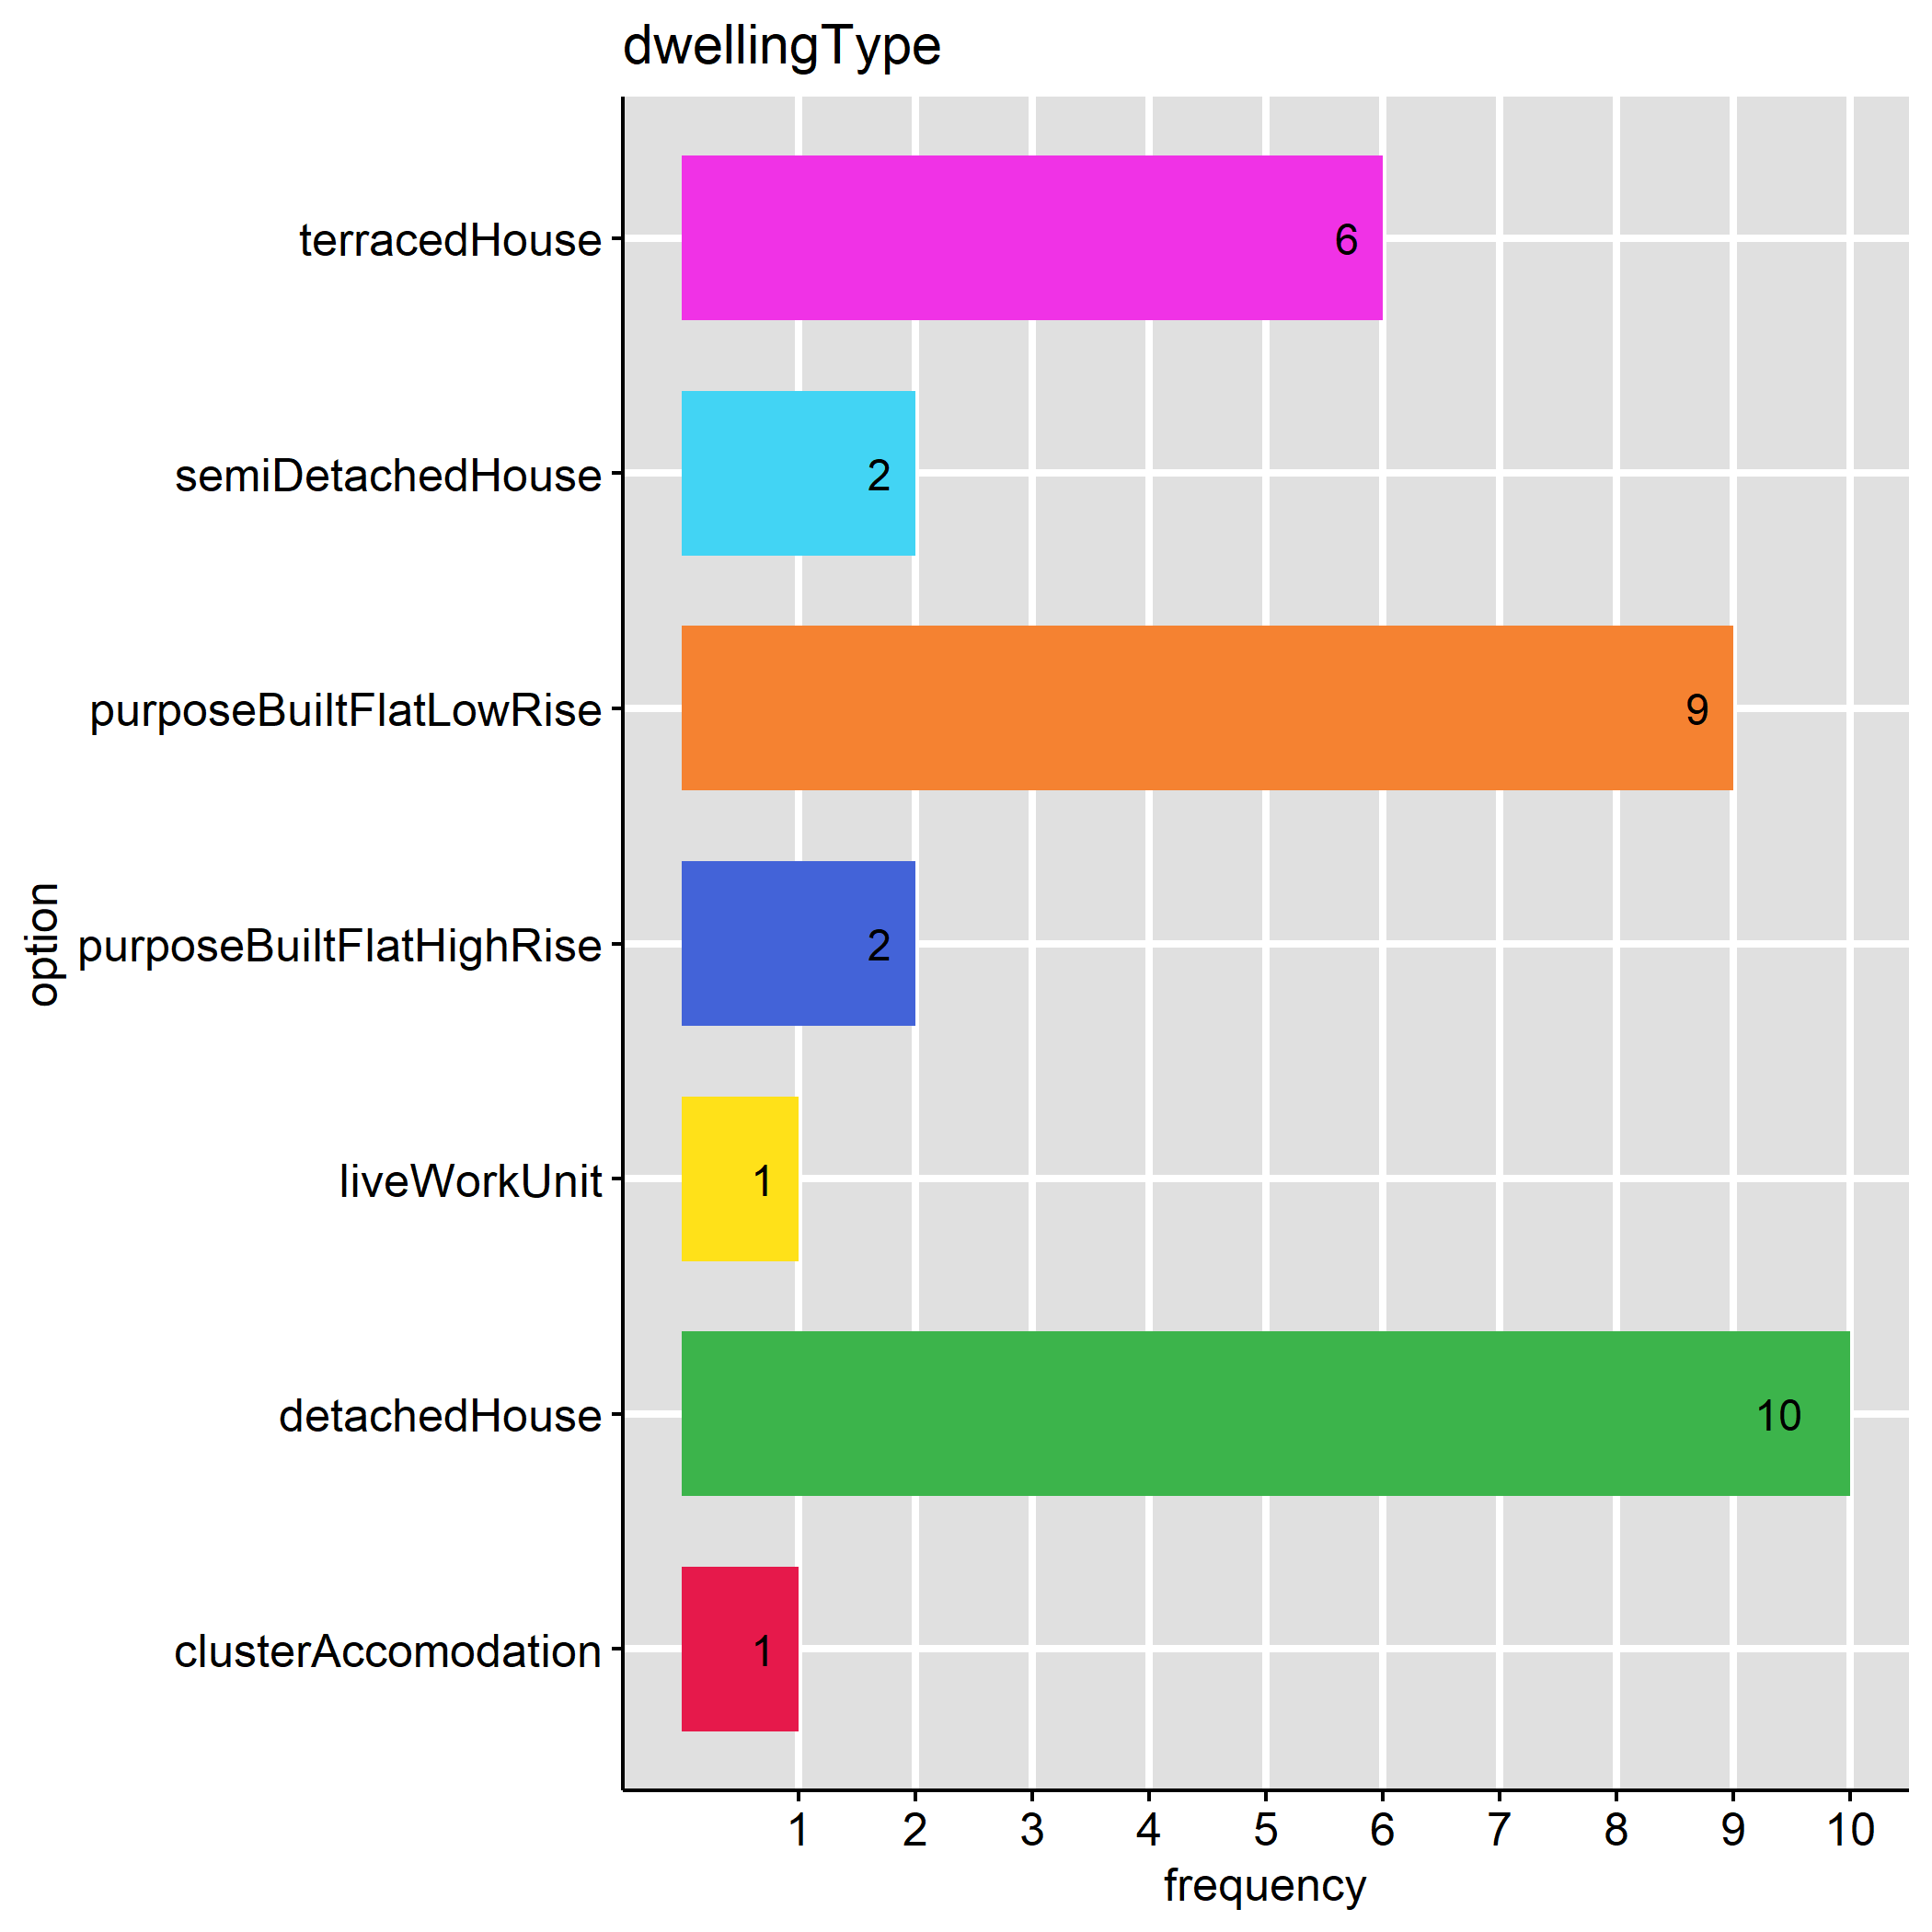 dwellingType
terracedHouse
6
semiDetachedHouse
2
purposeBuiltFlatLowRise
9
purposeBuiltFlatHighRise
2
option
liveWorkUnit
1
detachedHouse
10
clusterAccomodation
1
1 2 3 4 5 6 7 8 9 10
frequency